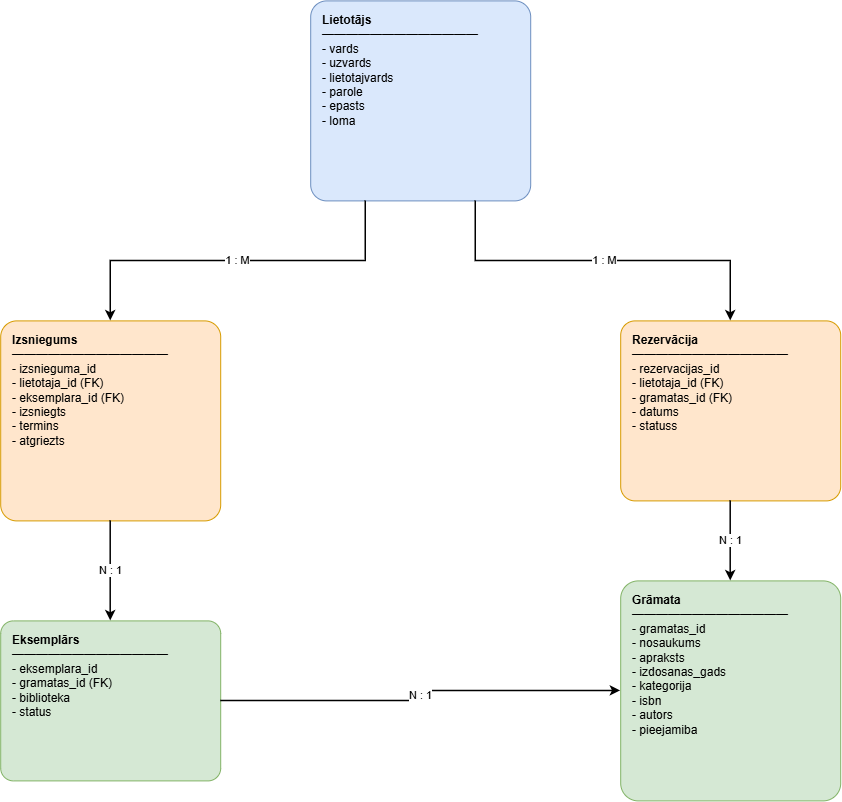 Lietotājs
- vards
- uzvards
- lietotajvards
- parole
- epasts
- loma
1 : M
1 : M
Izsniegums
- izsnieguma_id
- lietotaja_id (FK)
- eksemplara_id (FK)
- izsniegts
- termins
- atgriezts
Rezervācija
- rezervacijas_id
- lietotaja_id (FK)
- gramatas_id (FK)
- datums
- statuss
N : 1
N : 1
Eksemplārs
- eksemplara_id
- gramatas_id (FK)
- biblioteka
- status
N : 1
Grāmata
- gramatas_id
- nosaukums
- apraksts
- izdosanas_gads
- kategorija
- isbn
- autors
- pieejamiba